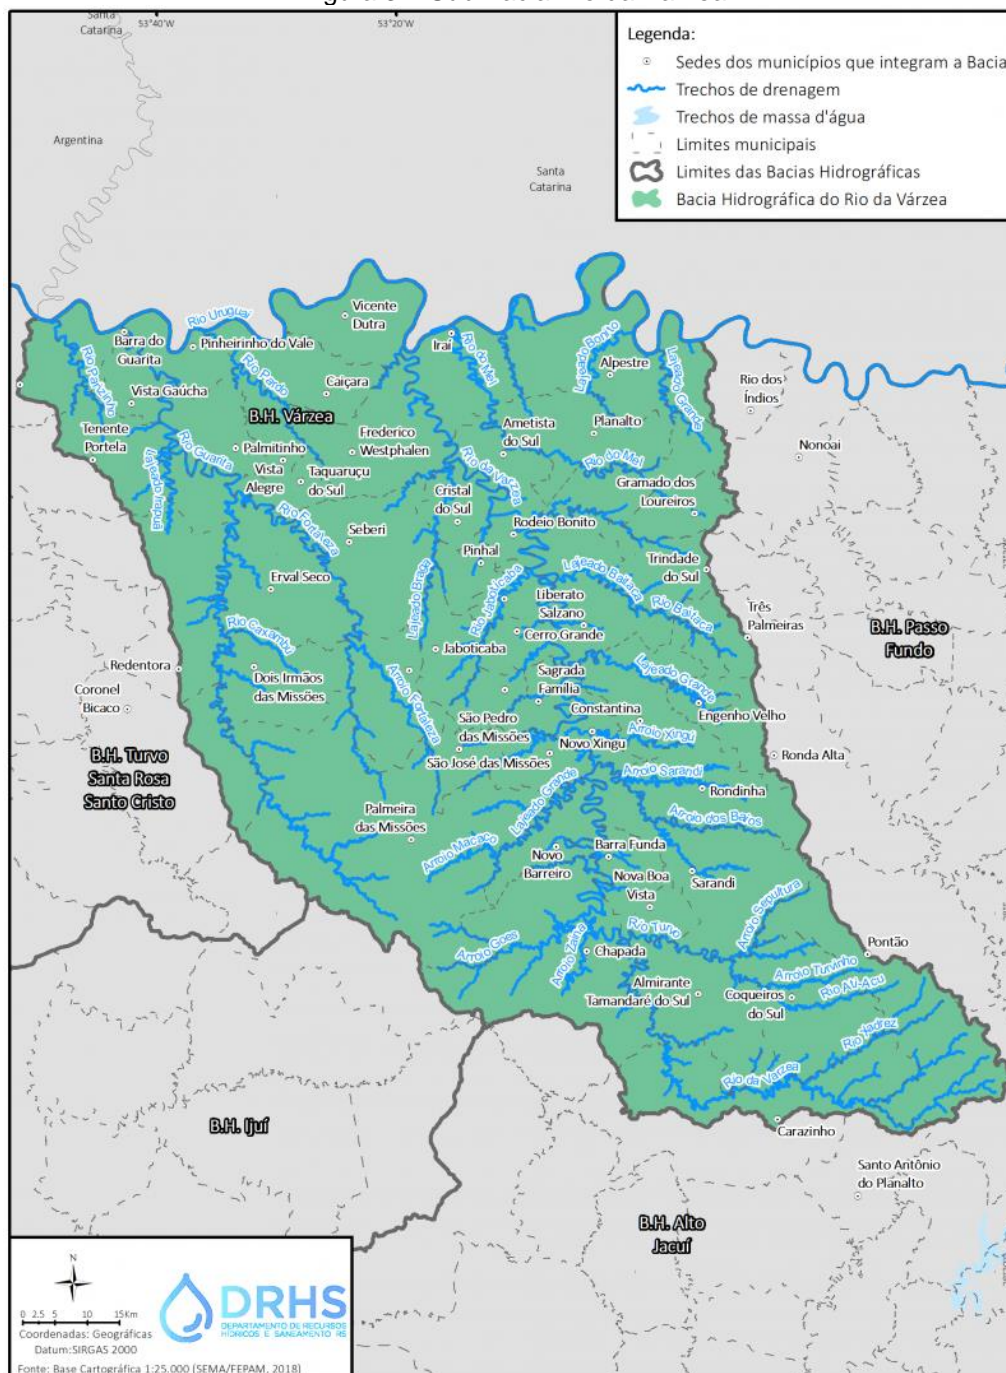 Santa
Catarina
53°40'W
53°20'W
Legenda:
Sedes dos municípios que integram a Bacia
Trechos de drenagem
Trechos de massa d'água
Limites municipais
Limites das Bacias Hidrográficas
Bacia Hidrográfica do Rio da Várzea
Argentina
Santa
Catarina
Vicente
Dutra
Rio Uruguai
Barra do
Guarita
Pinheirinho do Vale
Iraí
Rio do Mel
Lajeado Bonito
Alpestre
Lajeado Grande
Rio dos
Índios
Rio Parizinho
Vista Gaúcha
Rio Pardo
Caiçara
B.H. Várzea
Tenente
Portela
Rio Guarita
Palmitinho
Frederico
Westphalen
Ametista
do Sul
Planalto
Nonoai
Vista
Alegre
Taquaruçu
do Sul
Rio da Várzea
Rio do Mel
Gramado dos
Loureiros
Lajeado Irapuá
Cristal
do Sul
Rio Fortaleza
Seberi
Rodeio Bonito
Pinhal
Trindade
do Sul
Erval Seco
Lajeado Braga
Rio Jaboticaba
Lajeado Baitaca
Liberato
Salzano
Rio Baitaca
Três
Palmeiras
B.H. Passo
Fundo
Rio Caxambú
Cerro Grande
Jaboticaba
Redentora
Dois Irmãos
das Missões
Sagrada
Família
Lajeado Grande
Coronel
Bicaco
Arroio Fortaleza
São Pedro
das Missões
Constantina
Engenho Velho
Arroio Xingú
Novo Xingu
São José das Missões
Ronda Alta
B.H. Turvo
Santa Rosa
Santo Cristo
Arroio Sarandi
Rondinha
Lajeado Grande
Palmeira
das Missões
Arroio Macaco
Novo
Barreiro
Barra Funda
Nova Boa
Vista
Sarandi
Arroio Sepultura
Rio Turvo
Pontão
Arroio Goes
Arroio Zaina
Chapada
Almirante
Tamandaré do Sul
Coqueiros
do Sul
Arroio Turvinho
Rio Xadrez
Rio da Varzea
Carazinho
B.H. Ijuí
Santo Antônio
do Planalto
B.H. Alto
Jacuí
N
0 2.5 5 10 15Km
Coordenadas: Geográficas
Datum:SIRGAS 2000
DRHS
DEPARTAMENTO DE RECURSOS
HÍDRICOS E SANEAMENTO RS
Fonte: Base Cartográfica 1:25.000 (SEMA/FEPAM, 2018)